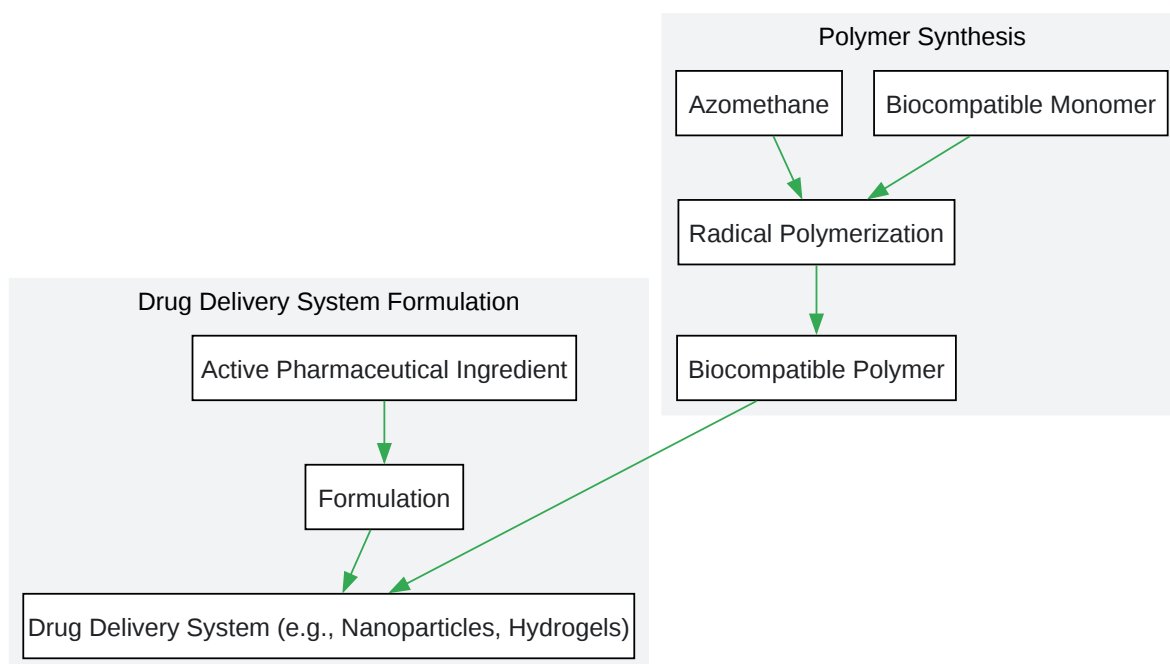 Polymer Synthesis
Azomethane
Biocompatible Monomer
Radical Polymerization
Biocompatible Polymer
Drug Delivery System Formulation
Active Pharmaceutical Ingredient
Formulation
Drug Delivery System (e.g., Nanoparticles, Hydrogels)